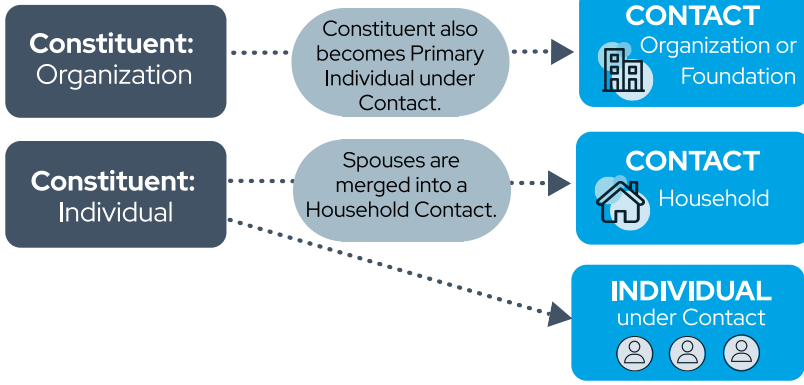 Constituent:
Organization
Constituent also
becomes Primary
Individual under
Contact.
CONTACT
Organization or
Foundation
Constituent:
Individual
Spouses are
merged into a
Household Contact.
CONTACT
Household
INDIVIDUAL
under Contact